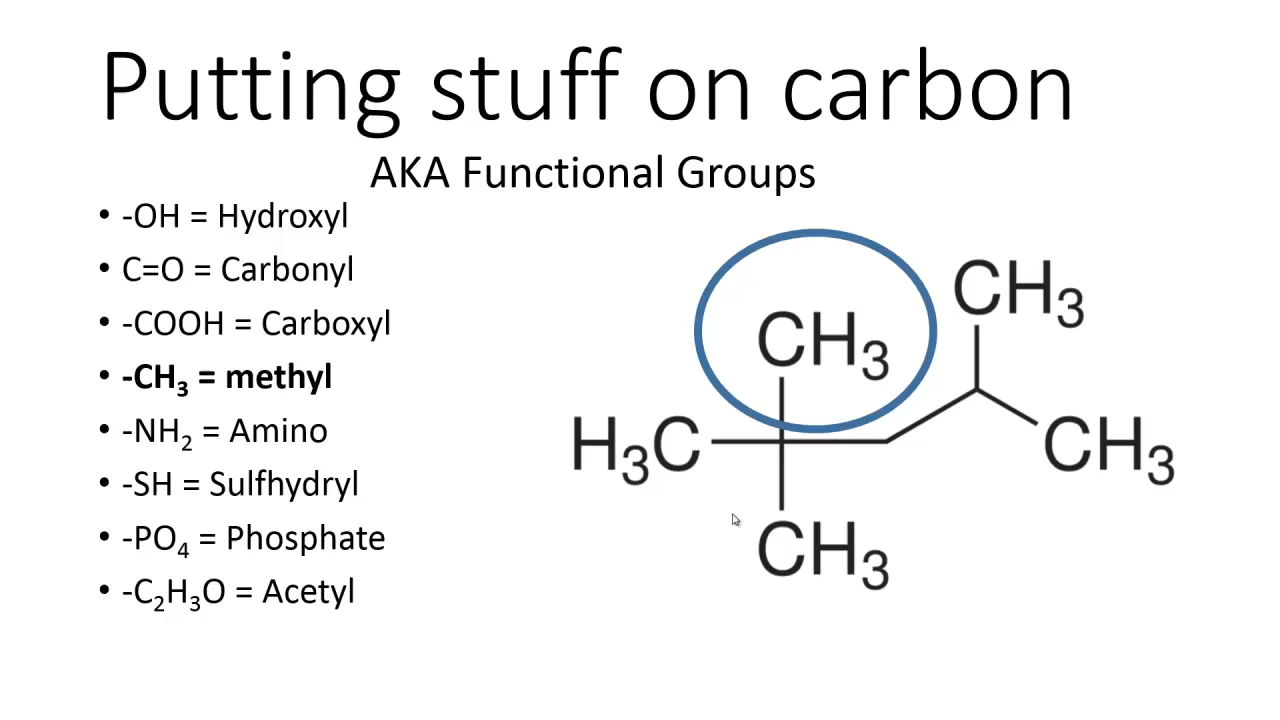 Putting stuff on carbon
AKA Functional Groups
• -OH = Hydroxyl
• C=O = Carbonyl
• -COOH = Carboxyl
• -CH₃ = methyl
• -NH₂ = Amino
• -SH = Sulfhydryl
• -PO₄ = Phosphate
• -C₂H₃O = Acetyl
CH₃
CH₃
H₃C
CH₃
CH₃